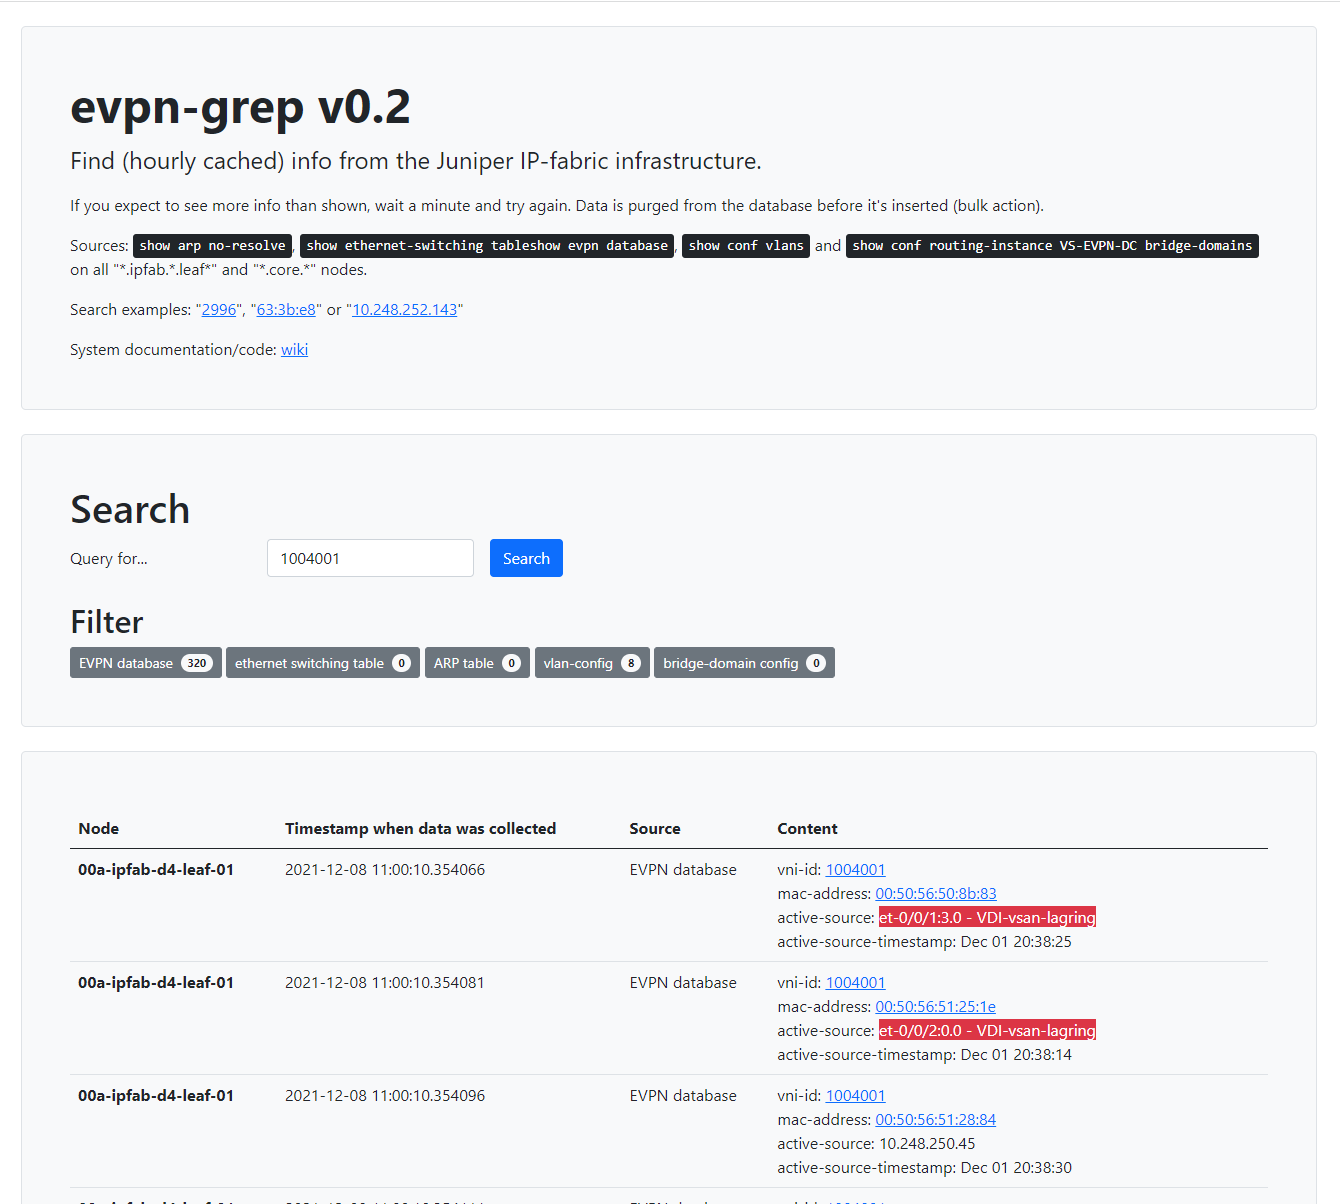 evpn-grep v0.2
Find (hourly cached) info from the Juniper IP-fabric infrastructure.
If you expect to see more info than shown, wait a minute and try again. Data is purged from the database before it's inserted (bulk action).
Sources: show arp no-resolve, show ethernet-switching tableshow evpn database, show conf vlans and show conf routing-instance VS-EVPN-DC bridge-domains
on all "*.ipfab.*.leaf*" and "*.core.*" nodes.
Search examples: "2996", "63:3b:e8" or "10.248.252.143"
System documentation/code: wiki
Search
Query for... 1004001 Search
Filter
EVPN database 320 ethernet switching table 0 ARP table 0 vlan-config 8 bridge-domain config 0
Node Timestamp when data was collected Source Content
00a-ipfab-d4-leaf-01 2021-12-08 11:00:10.354066 EVPN database vni-id: 1004001
mac-address: 00:50:56:50:8b:83
active-source: et-0/0/1:3.0 - VDI-vsan-lagring
active-source-timestamp: Dec 01 20:38:25
00a-ipfab-d4-leaf-01 2021-12-08 11:00:10.354081 EVPN database vni-id: 1004001
mac-address: 00:50:56:51:25:1e
active-source: et-0/0/2:0.0 - VDI-vsan-lagring
active-source-timestamp: Dec 01 20:38:14
00a-ipfab-d4-leaf-01 2021-12-08 11:00:10.354096 EVPN database vni-id: 1004001
mac-address: 00:50:56:51:28:84
active-source: 10.248.250.45
active-source-timestamp: Dec 01 20:38:30